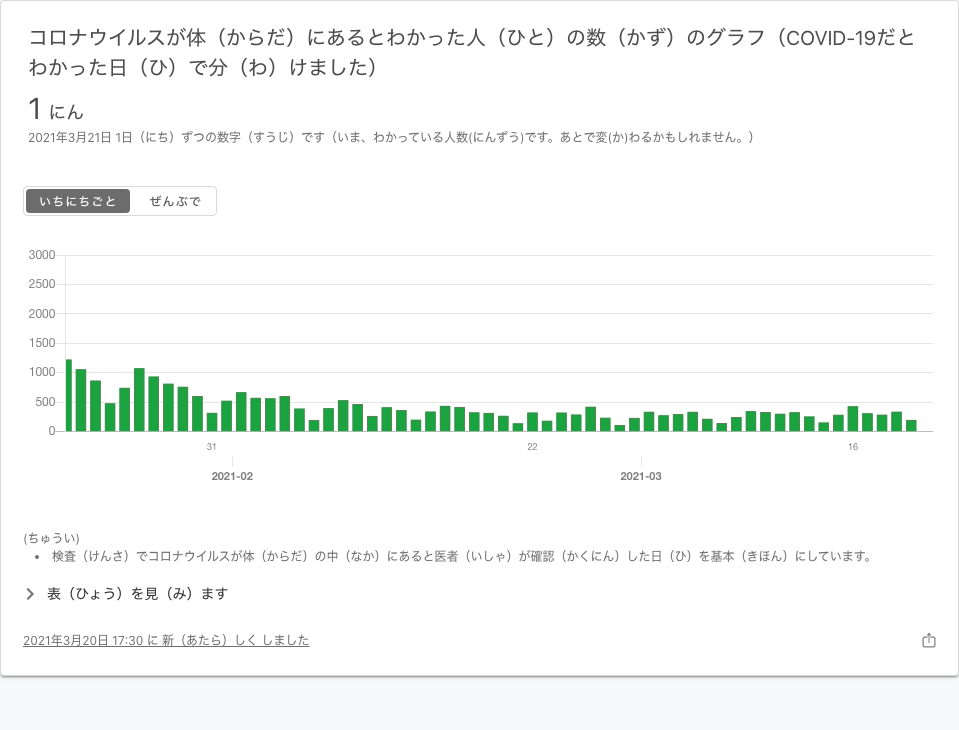 コロナウイルスが体（からだ）にあるとわかった人（ひと）の数（かず）のグラフ（COVID-19だと
わかった日（ひ）で分（わ）けました）
1 にん
2021年3月21日 1日（にち）ずつの数字（すうじ）です（いま、わかっている人数(にんずう)です。あとで変(か)わるかもしれません。）
いちにちごと ぜんぶで
3000
2500
2000
1500
1000
500
0
31 22 16
2021-02 2021-03
(ちゅうい)
• 検査（けんさ）でコロナウイルスが体（からだ）の中（なか）にあると医者（いしゃ）が確認（かくにん）した日（ひ）を基本（きほん）にしています。
表（ひょう）を見（み）ます
2021年3月20日 17:30 に 新（あたら）しく しました